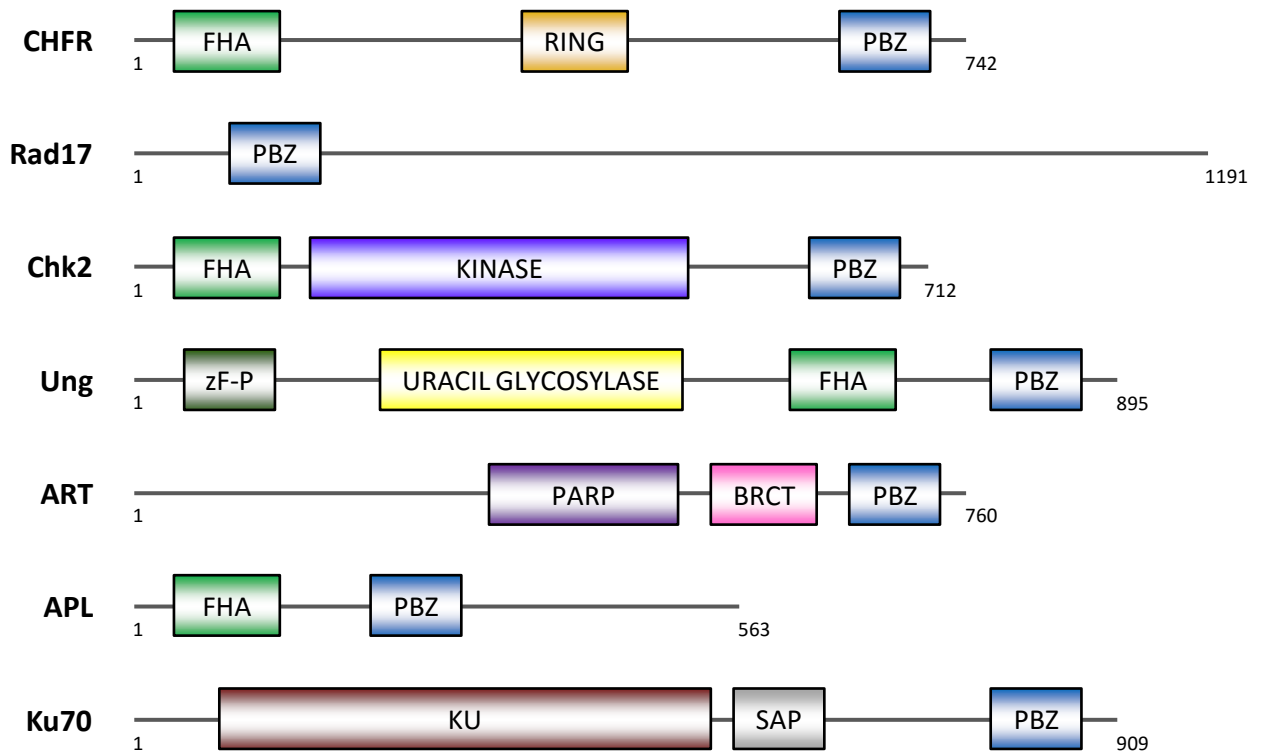 CHFR FHA RING PBZ
1 742
Rad17 PBZ
1 1191
Chk2 FHA KINASE PBZ
1 712
Ung zF-P URACIL GLYCOSYLASE FHA PBZ
1 895
ART PARP BRCT PBZ
1 760
APL FHA PBZ
1 563
Ku70 KU SAP PBZ
1 909